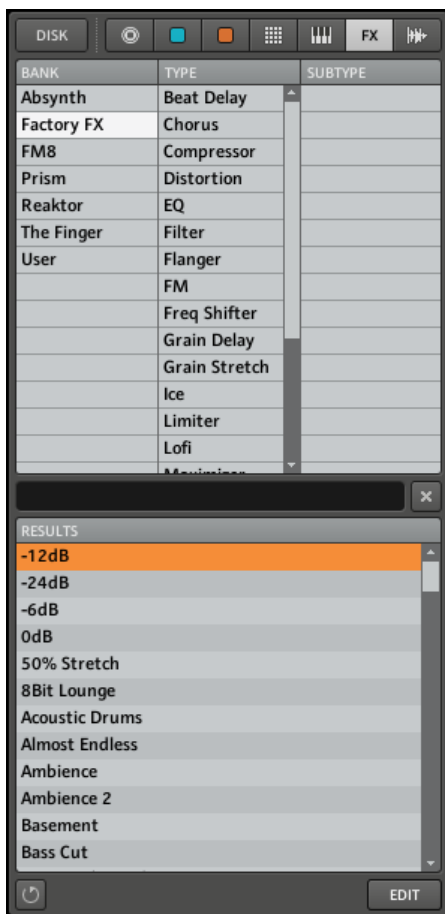 DISK FX
BANK TYPE SUBTYPE
Absynth Beat Delay
Factory FX Chorus
FM8 Compressor
Prism Distortion
Reaktor EQ
The Finger Filter
User Flanger
FM
Freq Shifter
Grain Delay
Grain Stretch
Ice
Limiter
Lofi
RESULTS
-12dB
-24dB
-6dB
0dB
50% Stretch
8Bit Lounge
Acoustic Drums
Almost Endless
Ambience
Ambience 2
Basement
Bass Cut
EDIT